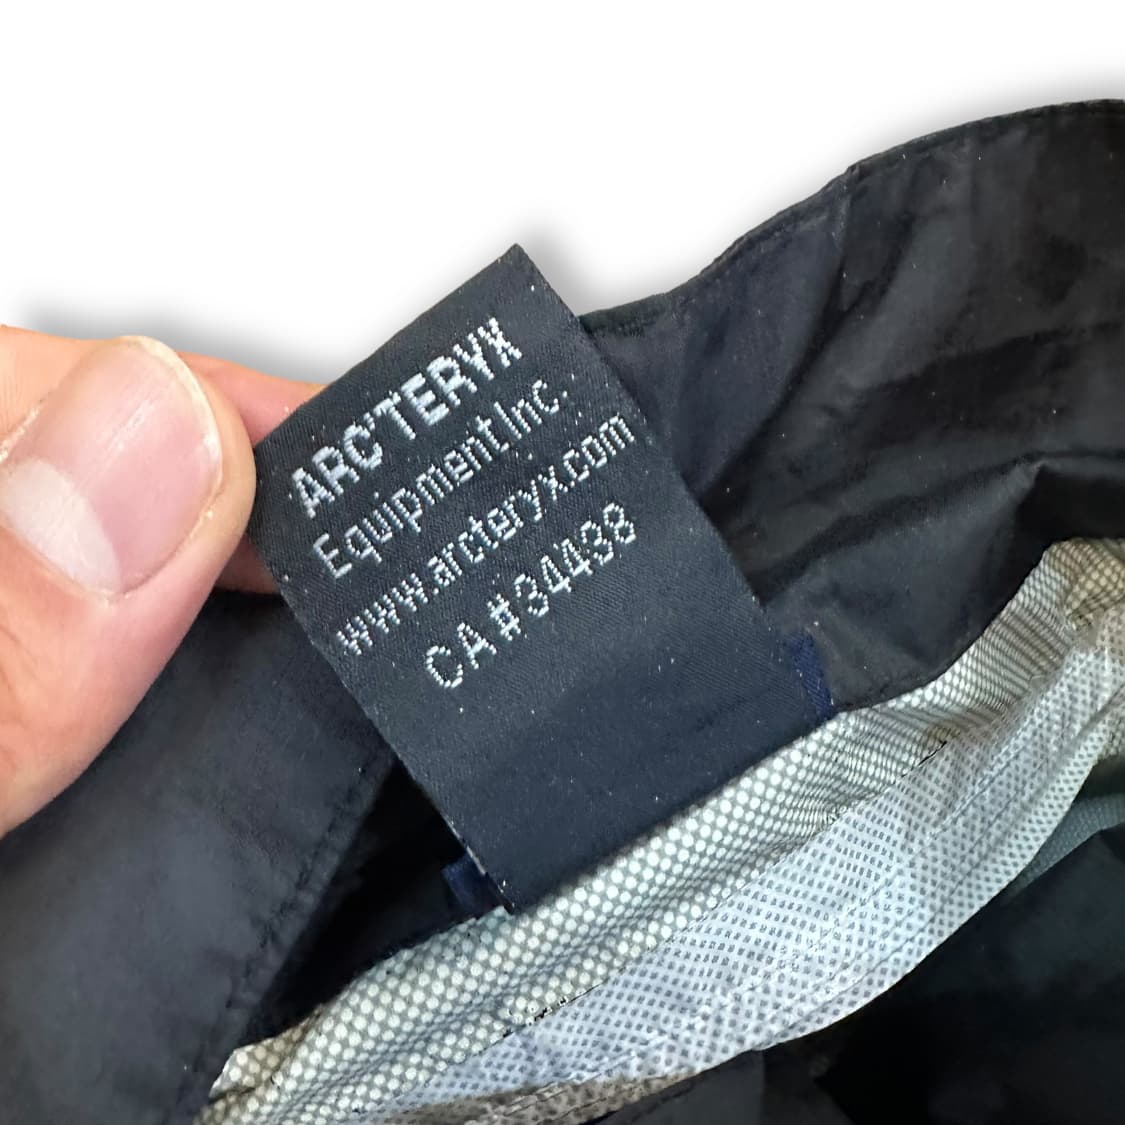 ARC'TERYX
Equipment Inc.
www.arcteryx.com
CA #34438